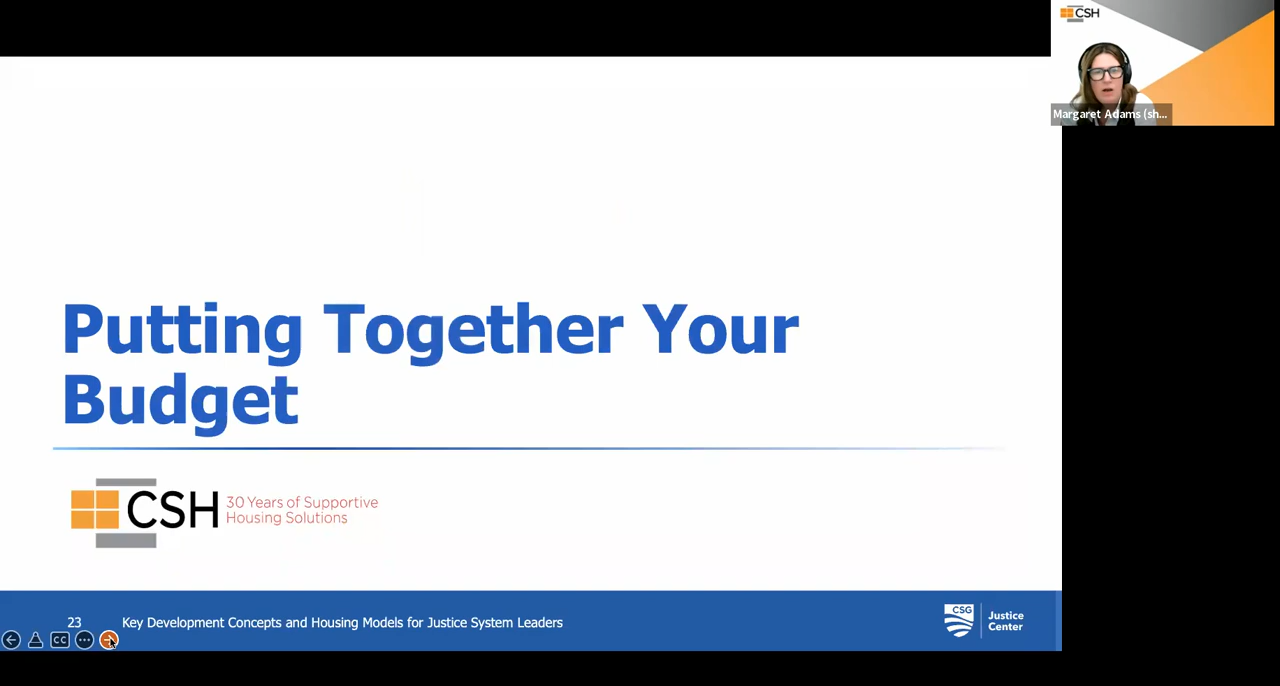 CSH
Margaret Adams (sh...
Putting Together Your
Budget
CSH
30 Years of Supportive
Housing Solutions
23
Key Development Concepts and Housing Models for Justice System Leaders
CSG
Justice
Center
CC